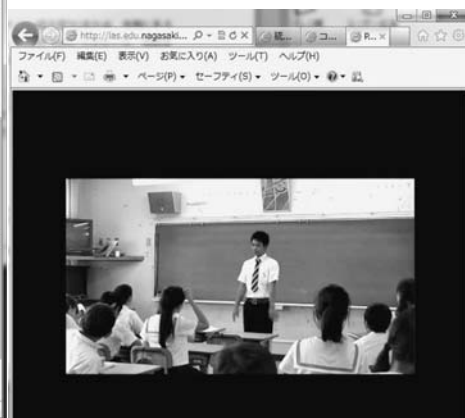 http://las.edu.nagasaki...
ファイル(F) 編集(E) 表示(V) お気に入り(A) ツール(T) ヘルプ(H)
ページ(P) セーフティ(S) ツール(O)